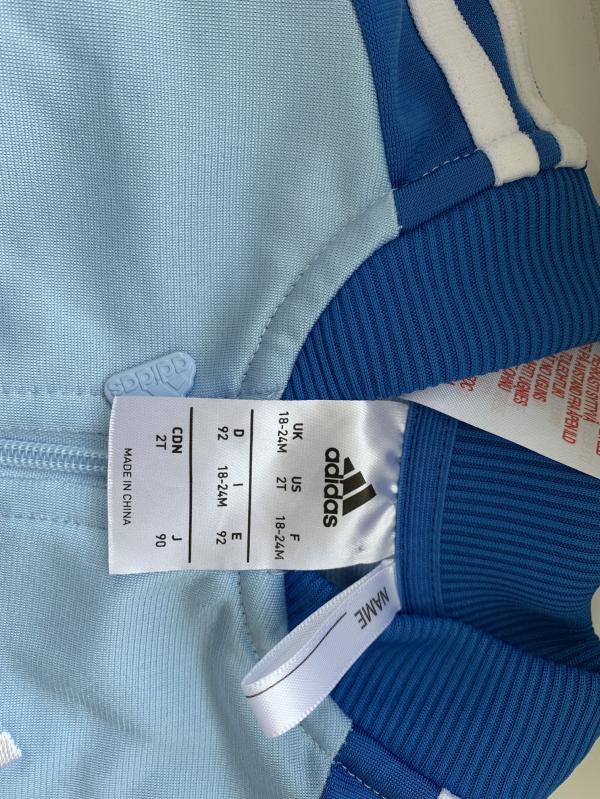 adidas
UK US F
18-24M 2T 18-24M
D I E
92 18-24M 92
CDN J
2T 90
MADE IN CHINA
NAME
adidas